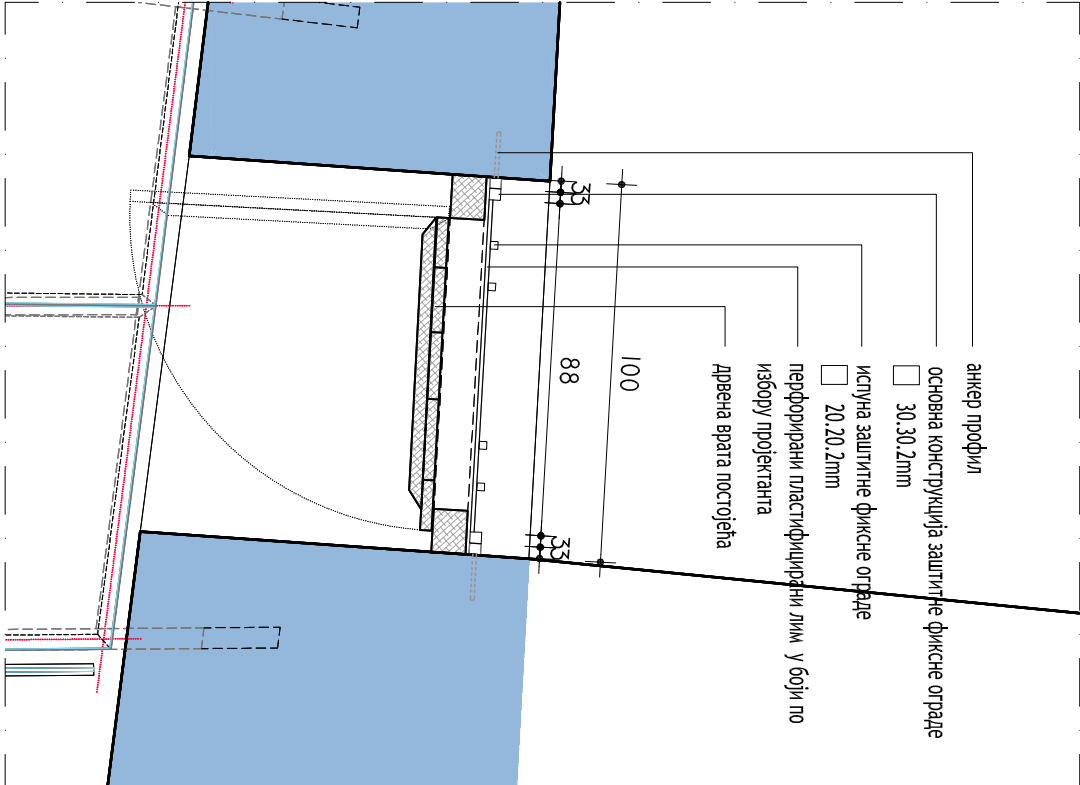 анкер профил
основна конструкција заштитне фиксне ограде
30.30.2mm
испуна заштитне фиксне ограде
20.20.2mm
перфорирани пластифицирани лим у боји по
избору пројектанта
дрвена врата постојећа
100
33
88
33